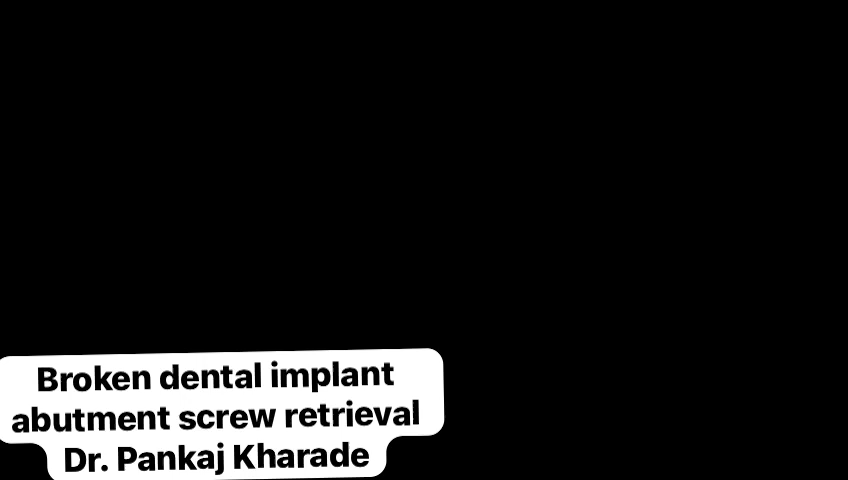 Broken dental implant
abutment screw retrieval
Dr. Pankaj Kharade